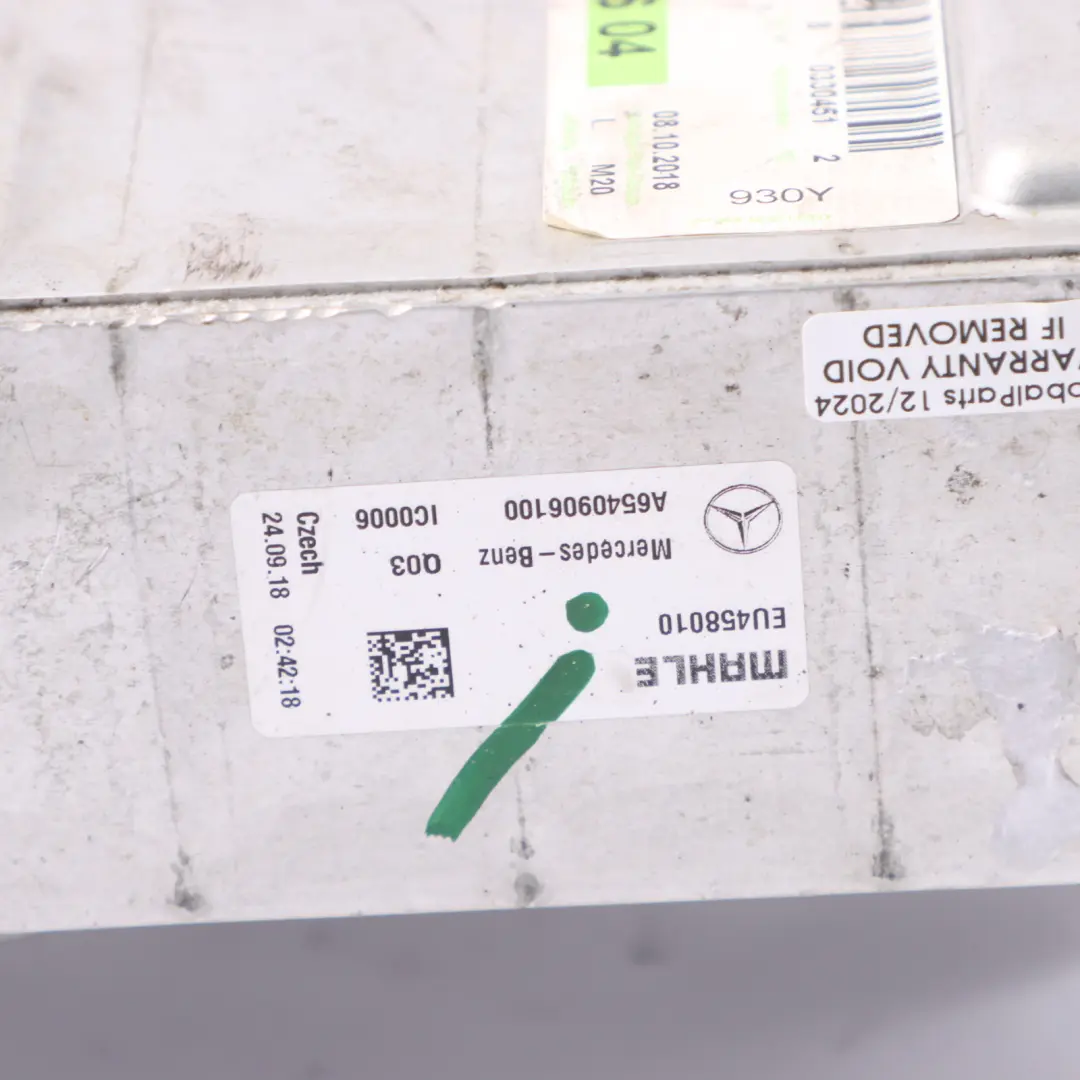 S 04
08.10.2018
L M20
930Y
0330451 2
IF REMOVED
WARRANTY VOID
obalParts 12/2024
MAHLE
EU458010
Mercedes-Benz
A6540906100
Q03
IC0006
Czech
24.09.18 02:42:18